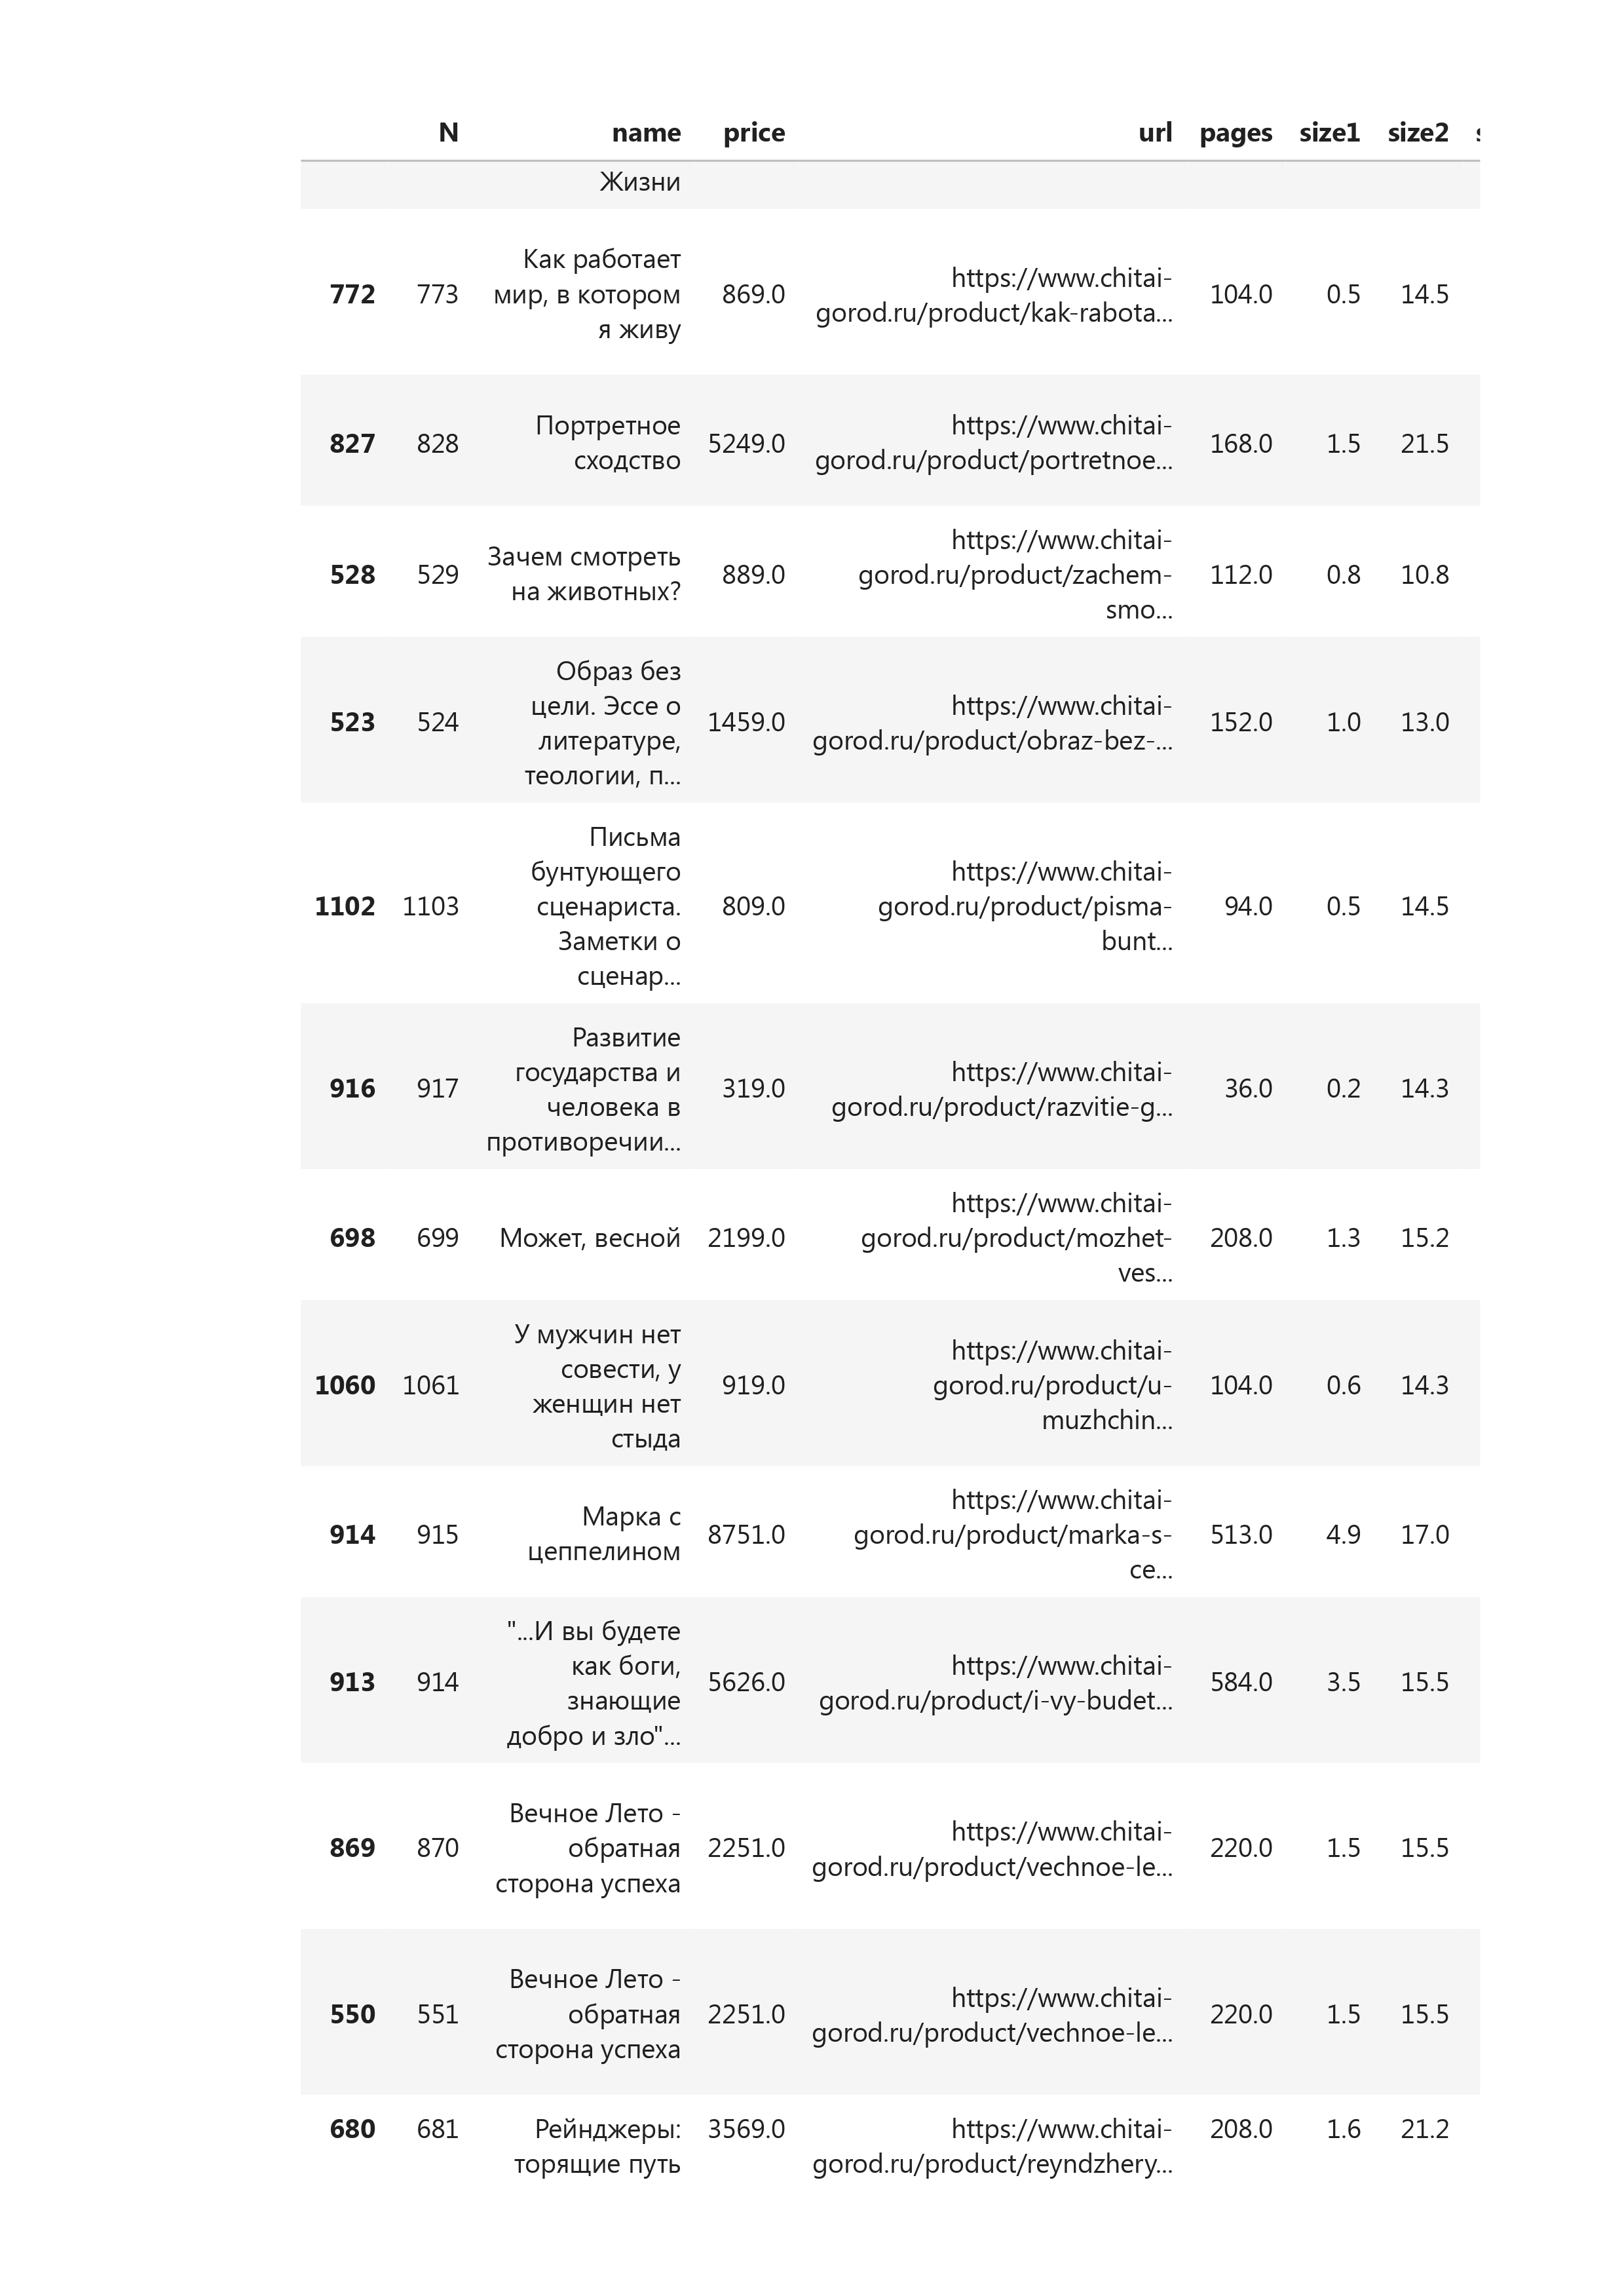 N name price url pages size1 size2
Жизни
Как работает
мир, в котором
я живу
772 773 869.0 104.0 0.5 14.5
https://www.chitai-
gorod.ru/product/kak-rabota...
Портретное
сходство
827 828 5249.0 168.0 1.5 21.5
https://www.chitai-
gorod.ru/product/portretnoe...
Зачем смотреть
на животных?
528 529 889.0 112.0 0.8 10.8
https://www.chitai-
gorod.ru/product/zachem-
smo...
Образ без
цели. Эссе о
литературе,
теологии, п...
523 524 1459.0 152.0 1.0 13.0
https://www.chitai-
gorod.ru/product/obraz-bez-...
Письма
бунтующего
сценариста.
Заметки о
сценар...
1102 1103 809.0 94.0 0.5 14.5
https://www.chitai-
gorod.ru/product/pisma-
bunt...
Развитие
государства и
человека в
противоречии...
916 917 319.0 36.0 0.2 14.3
https://www.chitai-
gorod.ru/product/razvitie-g...
698 699 Может, весной 2199.0 208.0 1.3 15.2
https://www.chitai-
gorod.ru/product/mozhet-
ves...
У мужчин нет
совести, у
женщин нет
стыда
1060 1061 919.0 104.0 0.6 14.3
https://www.chitai-
gorod.ru/product/u-
muzhchin...
Марка с
цеппелином
914 915 8751.0 513.0 4.9 17.0
https://www.chitai-
gorod.ru/product/marka-s-
ce...
"...И вы будете
как боги,
знающие
добро и зло"...
913 914 5626.0 584.0 3.5 15.5
https://www.chitai-
gorod.ru/product/i-vy-budet...
Вечное Лето -
обратная
сторона успеха
869 870 2251.0 220.0 1.5 15.5
https://www.chitai-
gorod.ru/product/vechnoe-le...
Вечное Лето -
обратная
сторона успеха
550 551 2251.0 220.0 1.5 15.5
https://www.chitai-
gorod.ru/product/vechnoe-le...
Рейнджеры:
торящие путь
680 681 3569.0 208.0 1.6 21.2
https://www.chitai-
gorod.ru/product/reyndzhery...